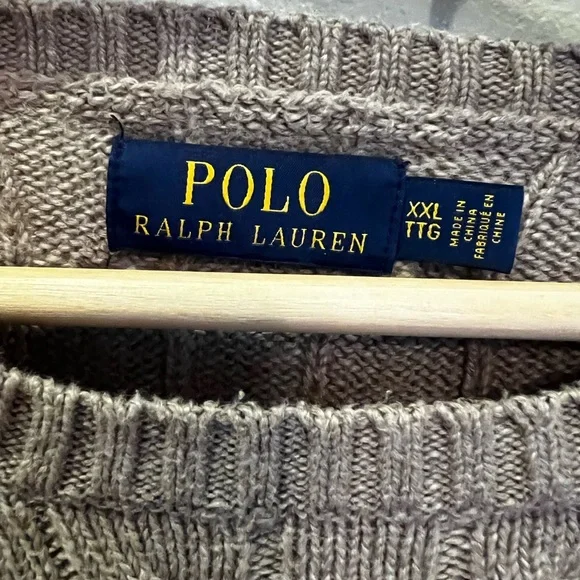 POLO
RALPH LAUREN
XXL
TTG
MADE IN
CHINA
FABRIQUÉ EN
CHINE